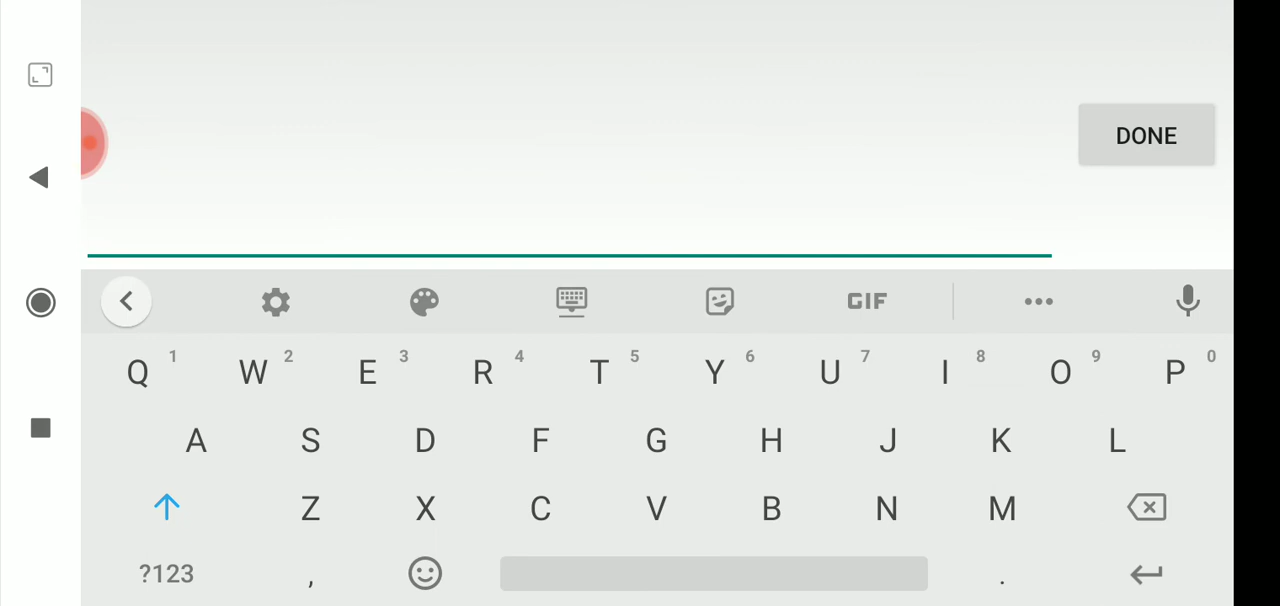 DONE
GIF
Q 1 W 2 E 3 R 4 T 5 Y 6 U 7 I 8 O 9 P 0
A S D F G H J K L
Z X C V B N M
?123 , .